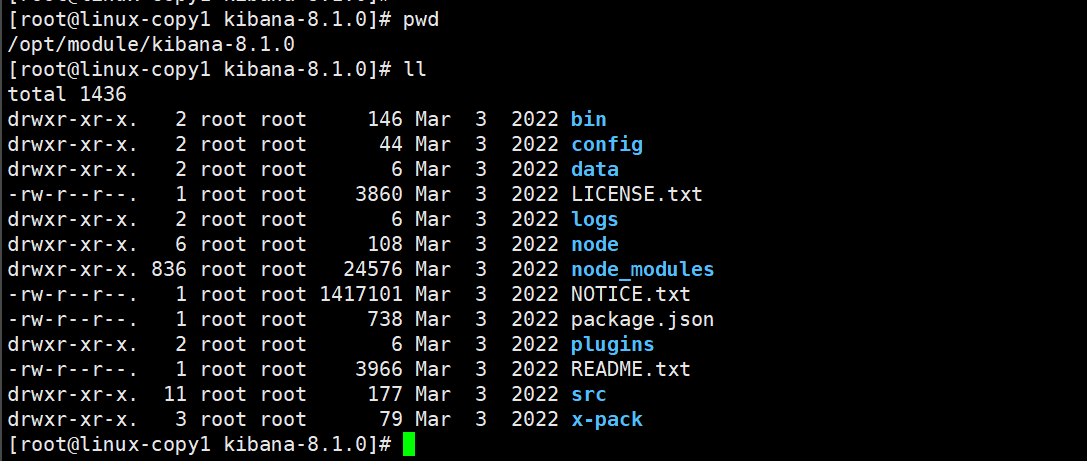 [root@linux-copy1 kibana-8.1.0]# pwd
/opt/module/kibana-8.1.0
[root@linux-copy1 kibana-8.1.0]# ll
total 1436
drwxr-xr-x.   2 root root     146 Mar  3  2022 bin
drwxr-xr-x.   2 root root      44 Mar  3  2022 config
drwxr-xr-x.   2 root root       6 Mar  3  2022 data
-rw-r--r--.   1 root root    3860 Mar  3  2022 LICENSE.txt
drwxr-xr-x.   2 root root       6 Mar  3  2022 logs
drwxr-xr-x.   6 root root     108 Mar  3  2022 node
drwxr-xr-x. 836 root root   24576 Mar  3  2022 node_modules
-rw-r--r--.   1 root root 1417101 Mar  3  2022 NOTICE.txt
-rw-r--r--.   1 root root     738 Mar  3  2022 package.json
drwxr-xr-x.   2 root root       6 Mar  3  2022 plugins
-rw-r--r--.   1 root root    3966 Mar  3  2022 README.txt
drwxr-xr-x.  11 root root     177 Mar  3  2022 src
drwxr-xr-x.   3 root root      79 Mar  3  2022 x-pack
[root@linux-copy1 kibana-8.1.0]#